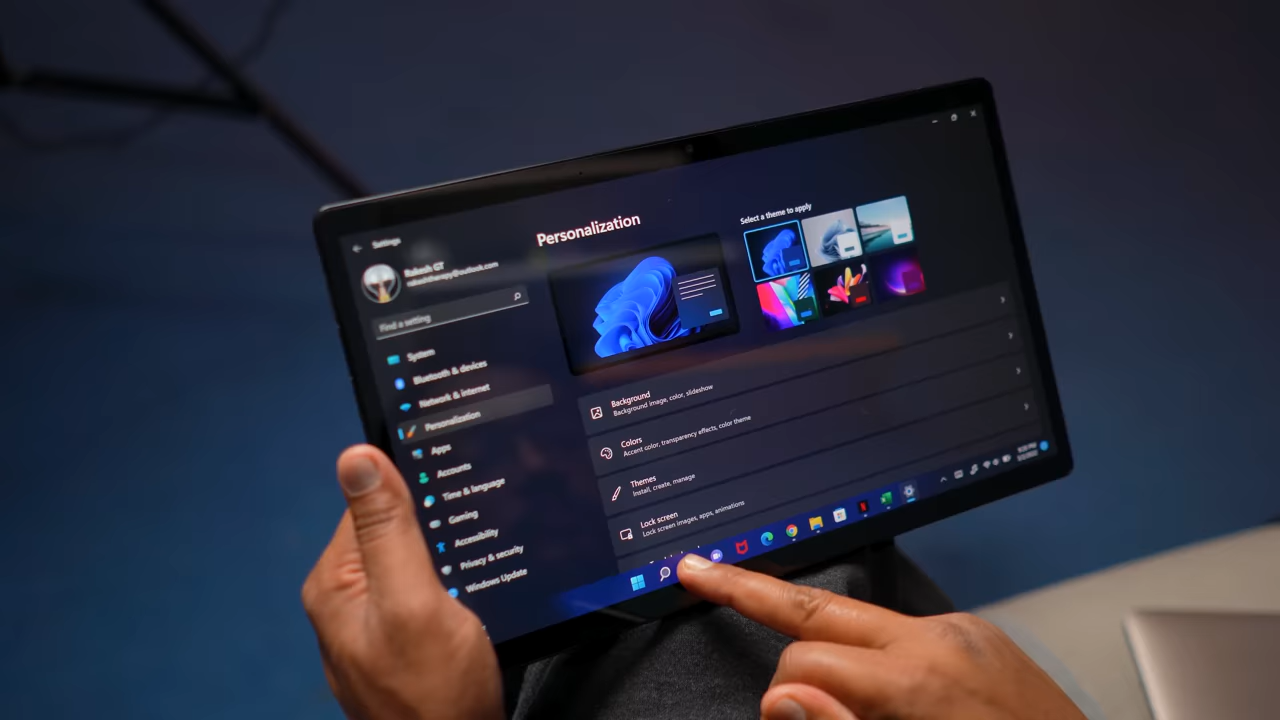 Settings
Rakesh GT
Find a setting
System
Bluetooth & devices
Network & internet
Personalization
Apps
Accounts
Time & language
Gaming
Accessibility
Privacy & security
Windows Update
Personalization
Select a theme to apply
Background
Background image, color, slideshow
Colors
Accent color, transparency effects, color theme
Themes
Install, create, manage
Lock screen
Lock screen images, apps, animations